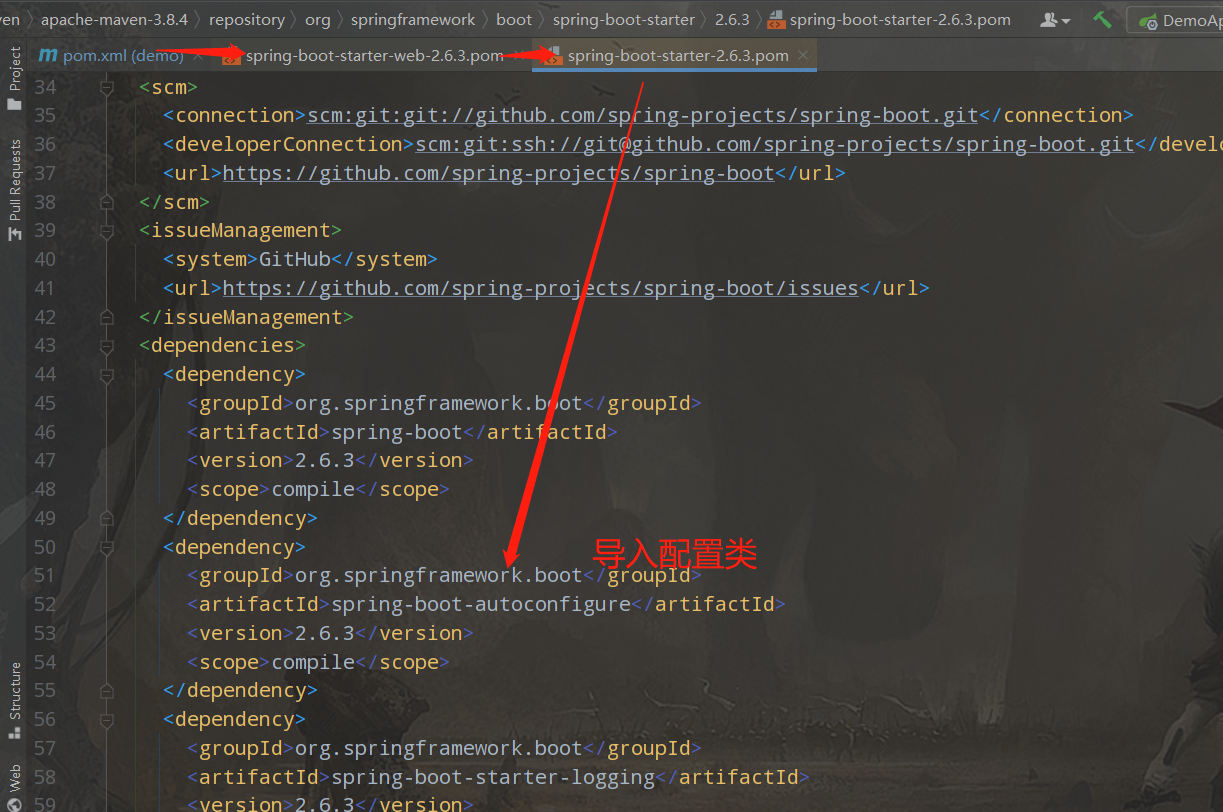 ven apache-maven-3.8.4 repository org springframework boot spring-boot-starter 2.6.3 spring-boot-starter-2.6.3.pom DemoAp
pom.xml (demo) spring-boot-starter-web-2.6.3.pom spring-boot-starter-2.6.3.pom
Project
Pull Requests
Structure
Web
34 <scm>
35 <connection>scm:git:git://github.com/spring-projects/spring-boot.git</connection>
36 <developerConnection>scm:git:ssh://git@github.com/spring-projects/spring-boot.git</develo
37 <url>https://github.com/spring-projects/spring-boot</url>
38 </scm>
39 <issueManagement>
40 <system>GitHub</system>
41 <url>https://github.com/spring-projects/spring-boot/issues</url>
42 </issueManagement>
43 <dependencies>
44 <dependency>
45 <groupId>org.springframework.boot</groupId>
46 <artifactId>spring-boot</artifactId>
47 <version>2.6.3</version>
48 <scope>compile</scope>
49 </dependency>
50 <dependency>
导入配置类
51 <groupId>org.springframework.boot</groupId>
52 <artifactId>spring-boot-autoconfigure</artifactId>
53 <version>2.6.3</version>
54 <scope>compile</scope>
55 </dependency>
56 <dependency>
57 <groupId>org.springframework.boot</groupId>
58 <artifactId>spring-boot-starter-logging</artifactId>
59 <version>2.6.3</version>